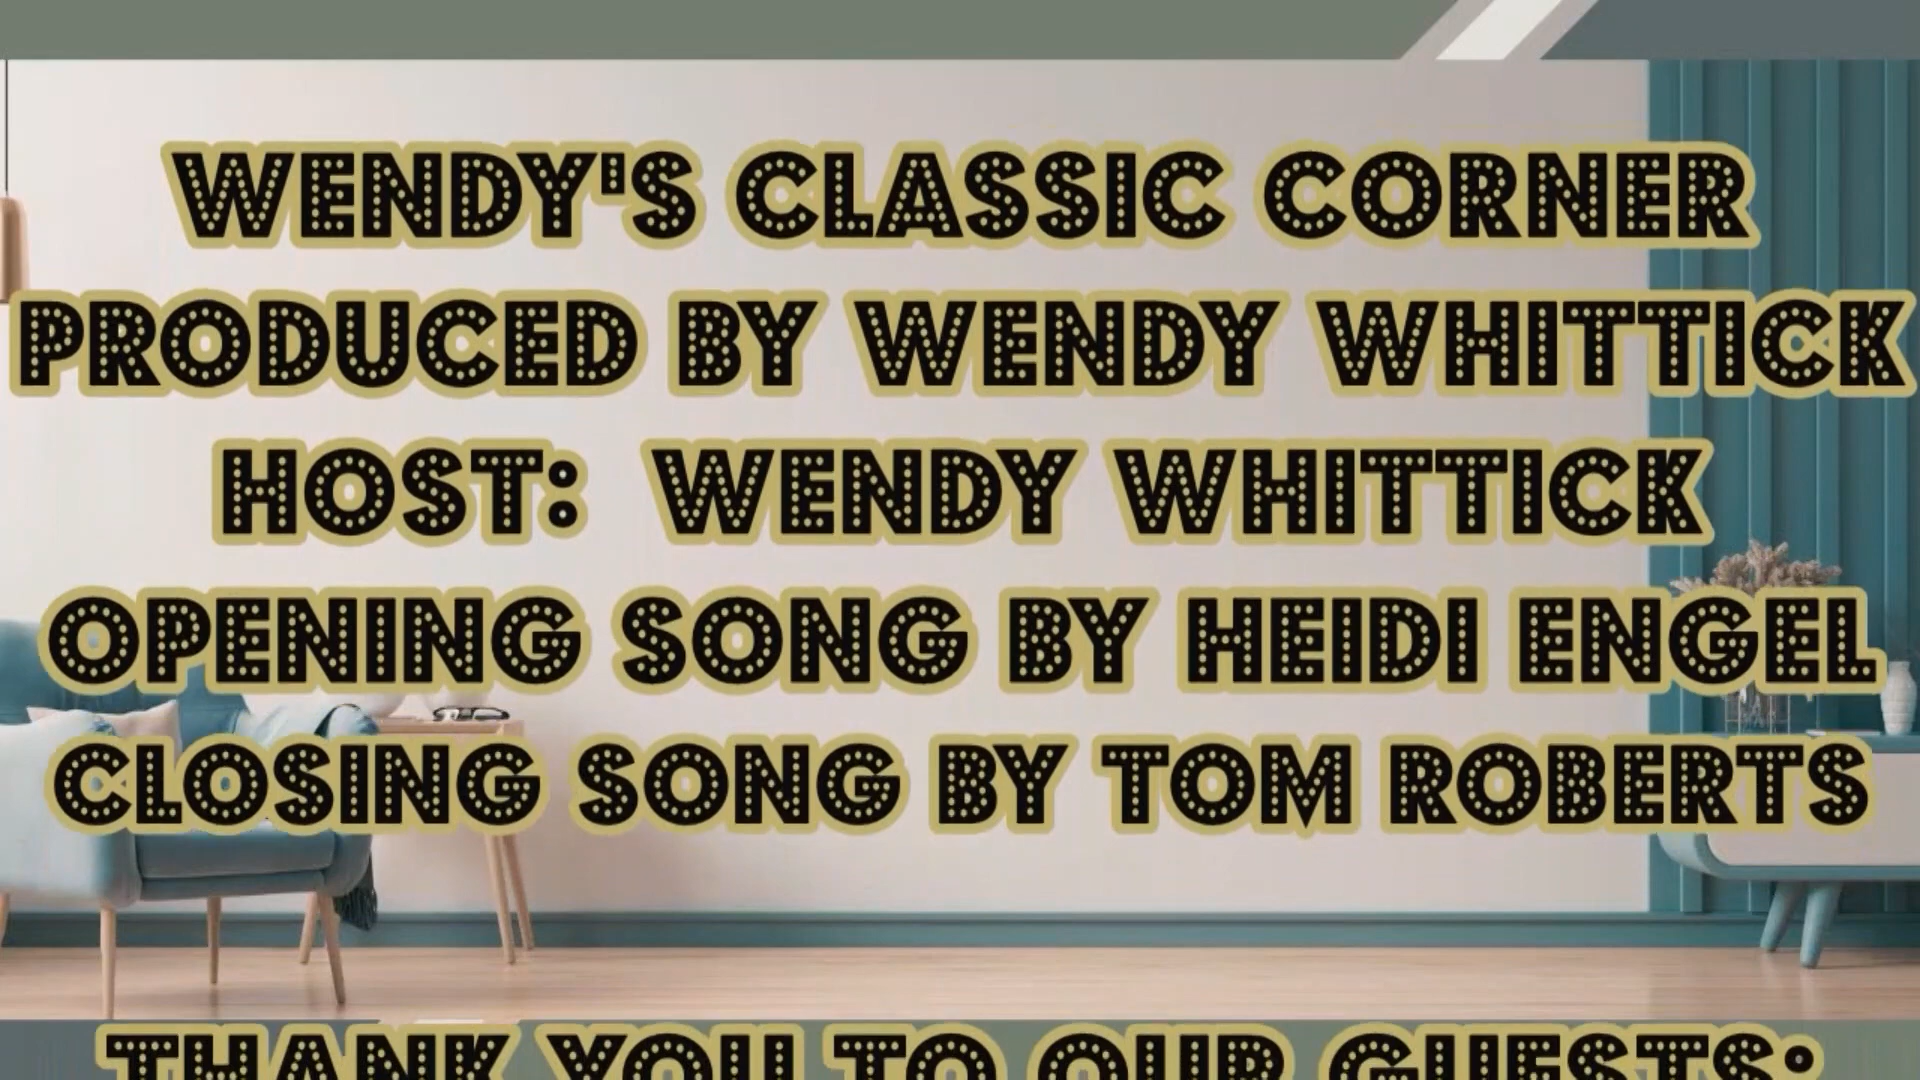 WENDY'S CLASSIC CORNER
PRODUCED BY WENDY WHITTICK
HOST: WENDY WHITTICK
OPENING SONG BY HEIDI ENGEL
CLOSING SONG BY TOM ROBERTS
THANK YOU TO OUR GUESTS: